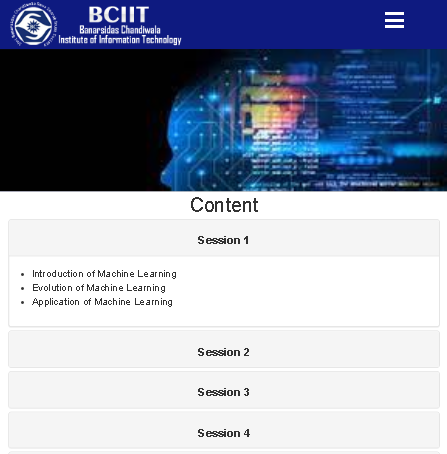 BCIIT
Banarsidas Chandiwala
Institute of Information Technology
Content
Session 1
Introduction of Machine Learning
Evolution of Machine Learning
Application of Machine Learning
Session 2
Session 3
Session 4